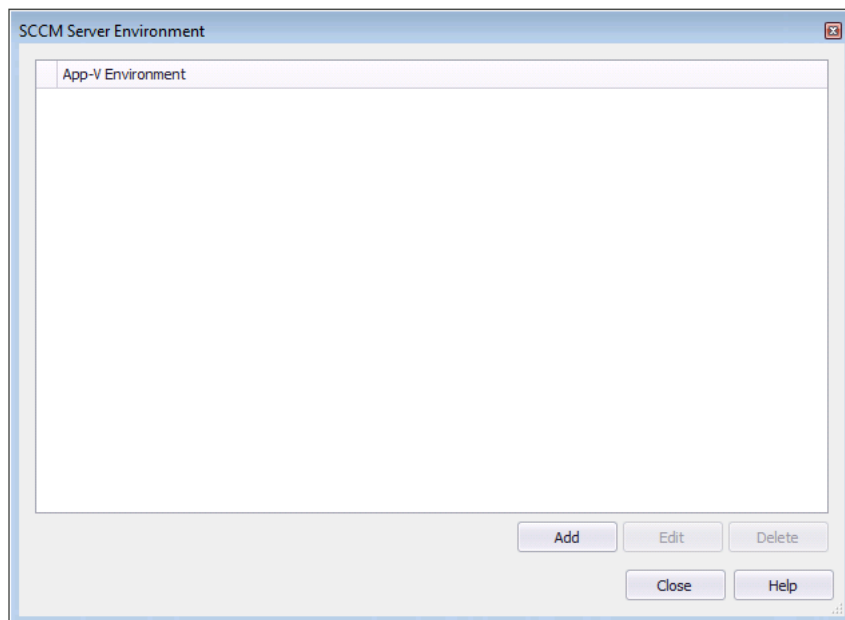 SCCM Server Environment
App-V Environment
Add Edit Delete
Close Help